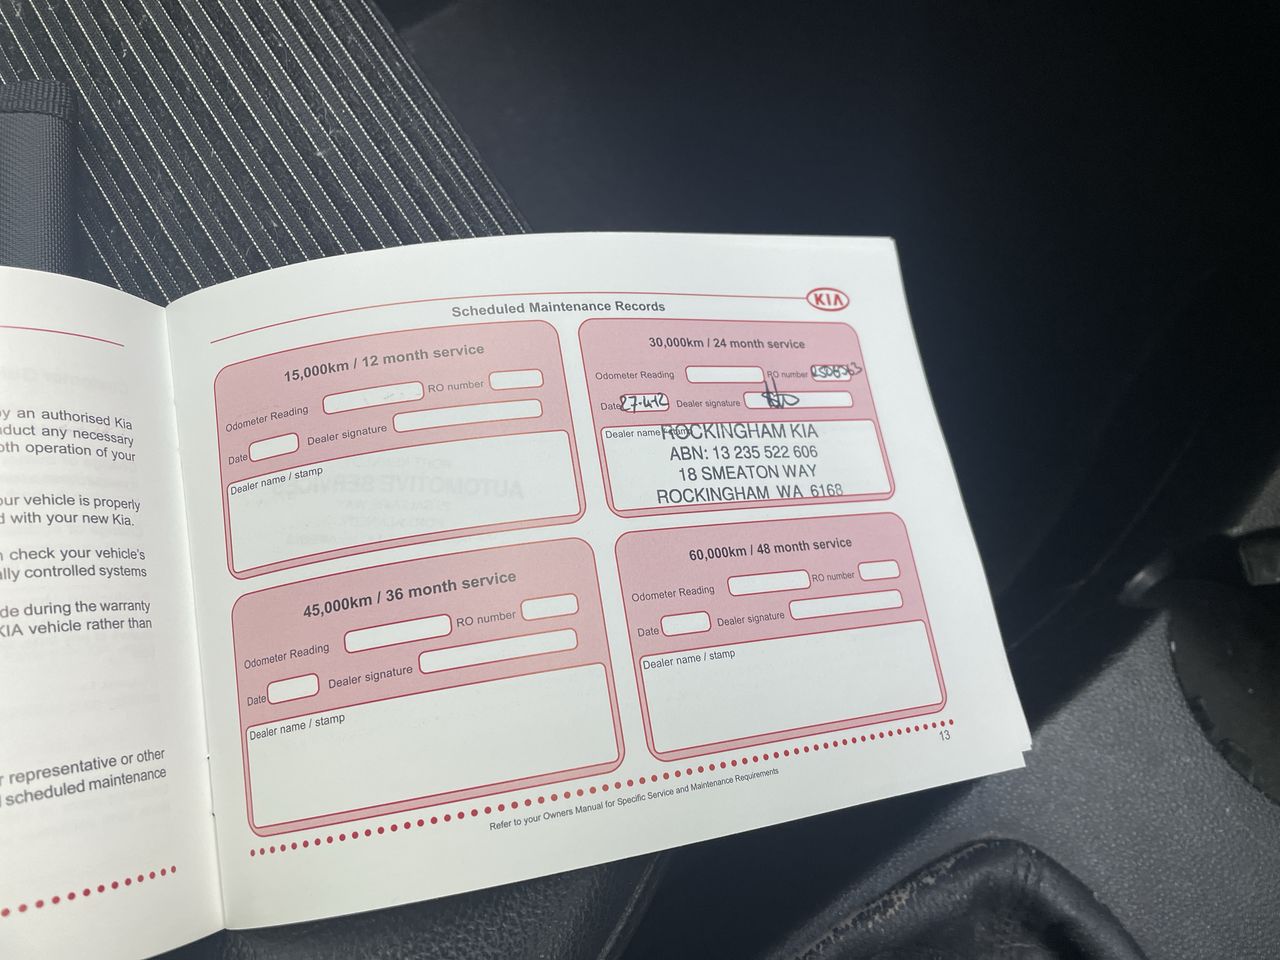 y an authorised Kia
duct any necessary
oth operation of your
our vehicle is properly
d with your new Kia.
n check your vehicle's
ally controlled systems
de during the warranty
KIA vehicle rather than
r representative or other
scheduled maintenance
Scheduled Maintenance Records
KIA
15,000km / 12 month service
Odometer Reading RO number
Date Dealer signature
Dealer name / stamp
30,000km / 24 month service
Odometer Reading RO number
Date 27-4-12 Dealer signature
Dealer name / stamp
ROCKINGHAM KIA
ABN: 13 235 522 606
18 SMEATON WAY
ROCKINGHAM WA 6168
45,000km / 36 month service
Odometer Reading RO number
Date Dealer signature
Dealer name / stamp
60,000km / 48 month service
Odometer Reading RO number
Date Dealer signature
Dealer name / stamp
Refer to your Owners Manual for Specific Service and Maintenance Requirements
13